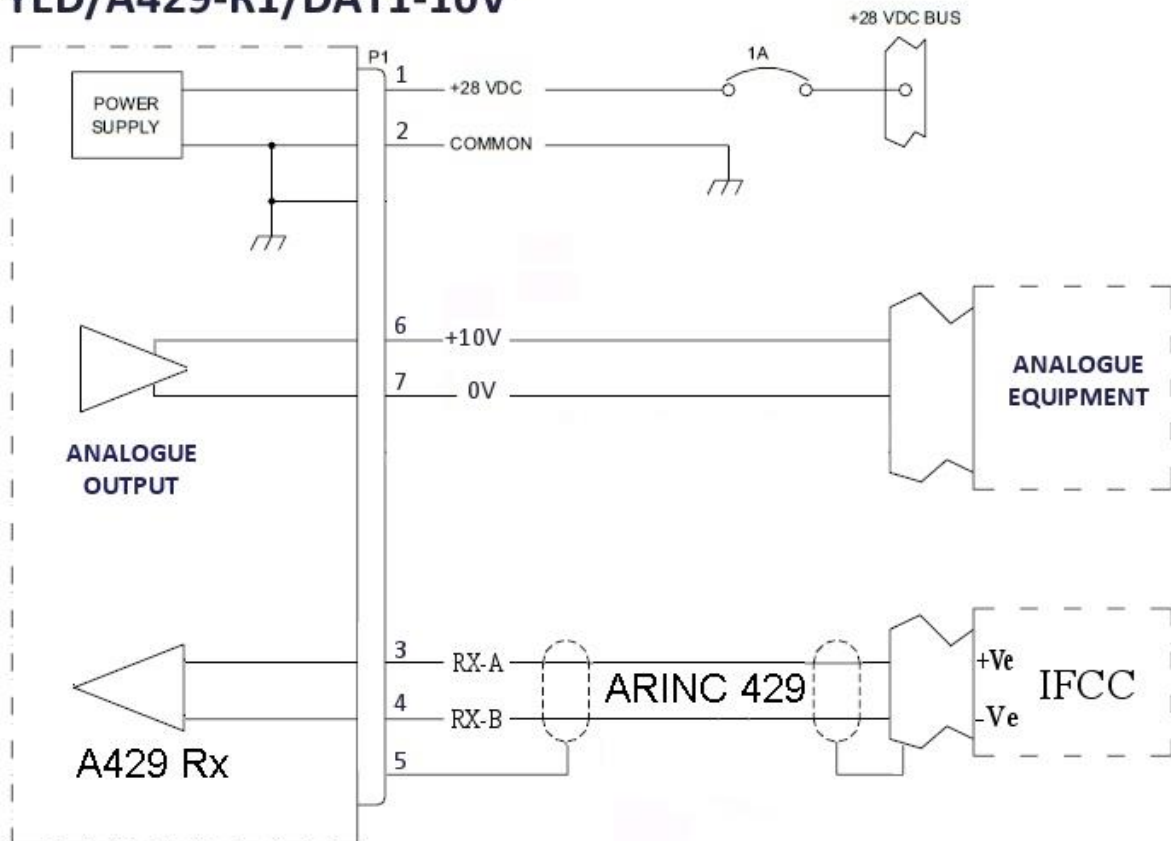 YLD/A429-R1/DAT1-10V
+28 VDC BUS
P1
1A
1
+28 VDC
POWER
SUPPLY
2
COMMON
6
+10V
7
0V
ANALOGUE
EQUIPMENT
ANALOGUE
OUTPUT
3
RX-A
ARINC 429
+Ve
IFCC
4
RX-B
-Ve
A429 Rx
5